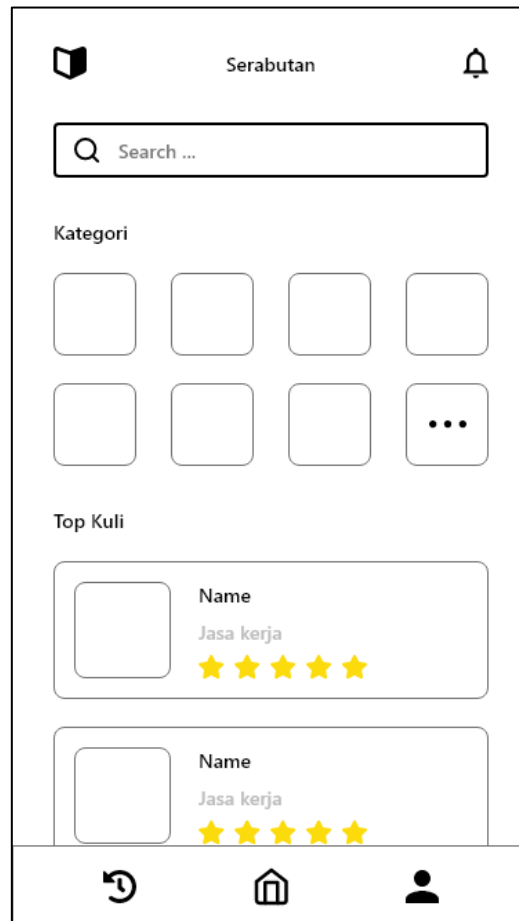 Serabutan
Search ...
Kategori
Top Kuli
Name
Jasa kerja
Name
Jasa kerja